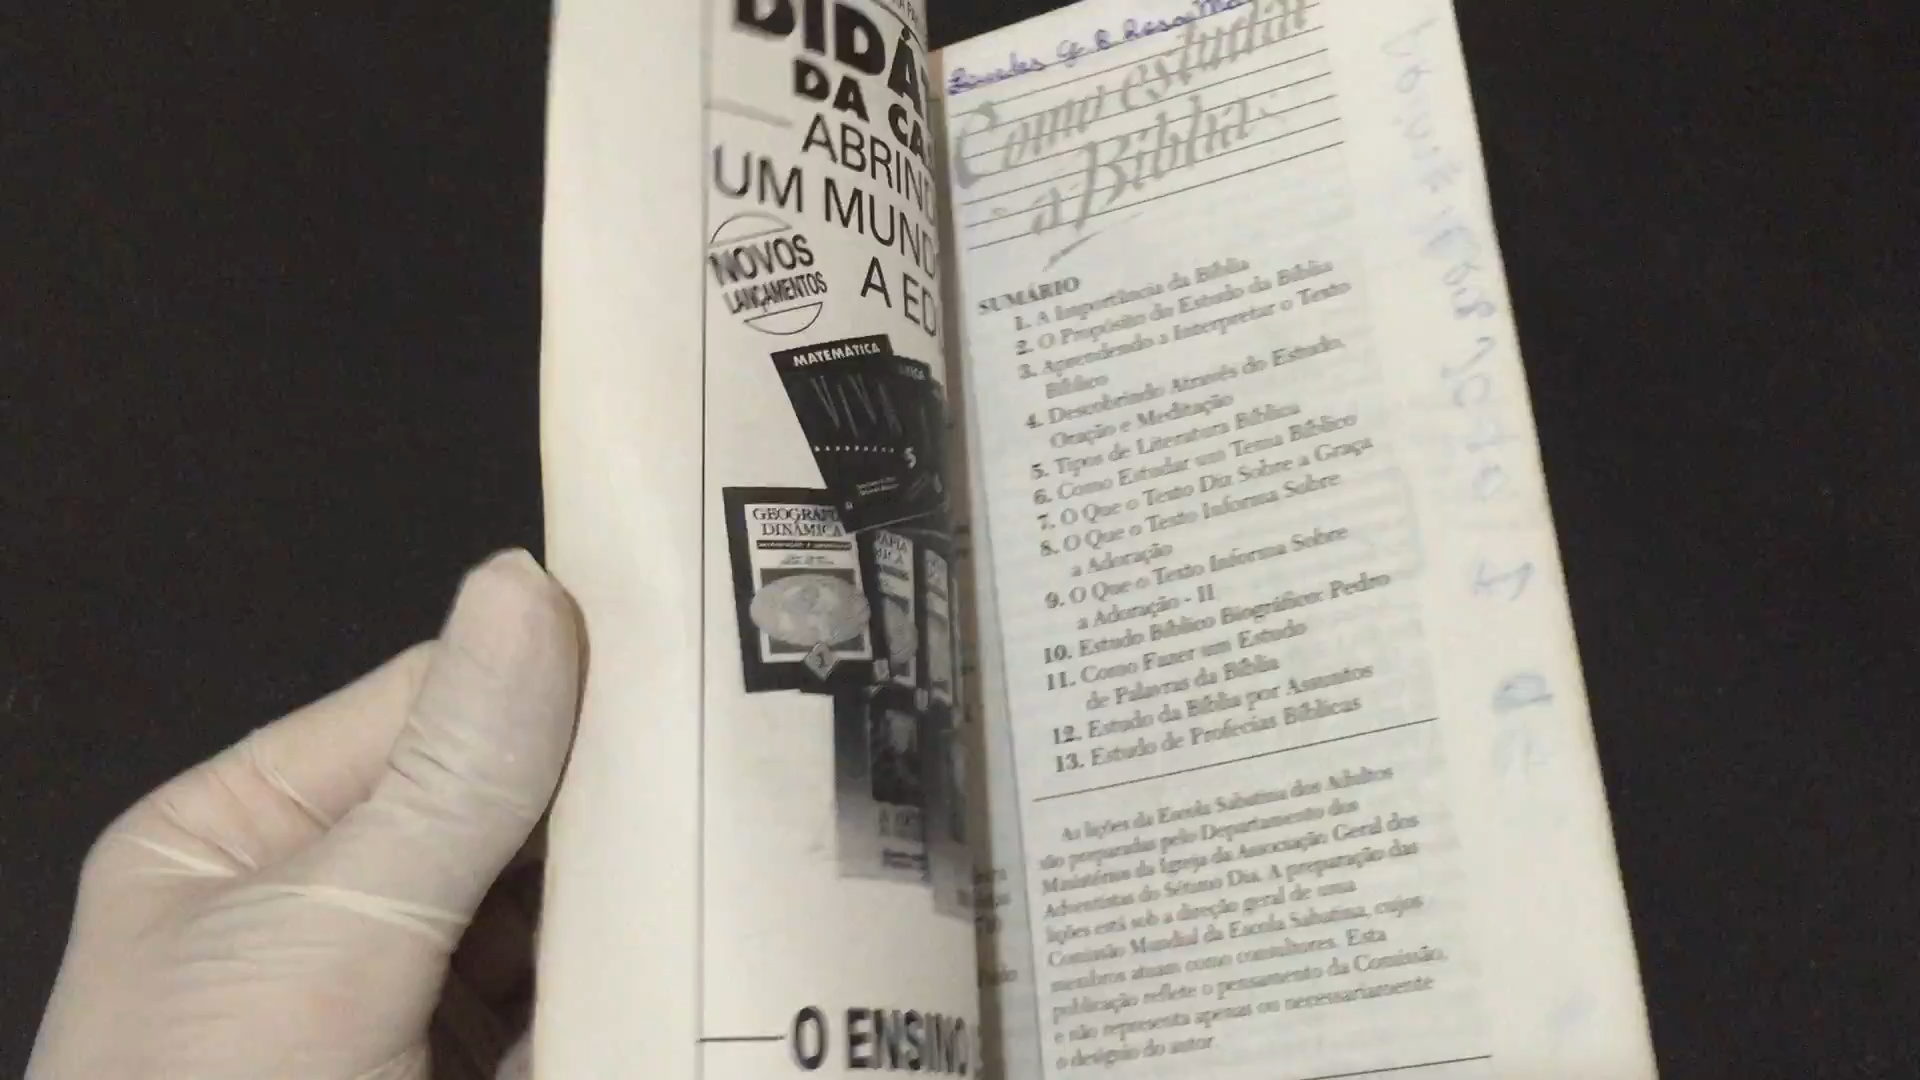 DIDÁ
DA CA
ABRIND
UM MUND
A ED
NOVOS
LANÇAMENTOS
MATEMÁTICA
VIVA
5
GEOGRAFIA
DINÂMICA
1
O ENSINO
Como estudar
a Bíblia
SUMÁRIO
1. A Importância da Bíblia
2. O Propósito do Estudo da Bíblia
3. Aprendendo a Interpretar o Texto
Bíblico
4. Descobrindo Através do Estudo,
Oração e Meditação
5. Tipos de Literatura Bíblica
6. Como Estudar um Tema Bíblico
7. O Que o Texto Diz Sobre a Graça
8. O Que o Texto Informa Sobre
a Adoração
9. O Que o Texto Informa Sobre
a Adoração - II
10. Estudo Bíblico Biográfico: Pedro
11. Como Fazer um Estudo
de Palavras da Bíblia
12. Estudo da Bíblia por Assuntos
13. Estudo de Profecias Bíblicas
As lições da Escola Sabatina dos Adultos
são preparadas pelo Departamento dos
Ministérios da Igreja da Associação Geral dos
Adventistas do Sétimo Dia. A preparação das
lições está sob a direção geral de uma
Comissão Mundial da Escola Sabatina, cujos
membros atuam como consultores. Esta
publicação reflete o pensamento da Comissão,
e não representa apenas ou necessariamente
o desígnio do autor.